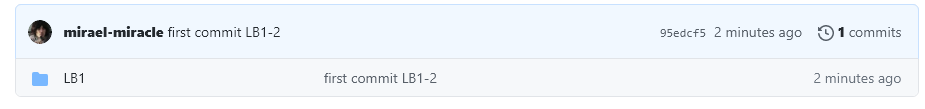 mirael-miracle first commit LB1-2 95edcf5 2 minutes ago 1 commits
LB1 first commit LB1-2 2 minutes ago